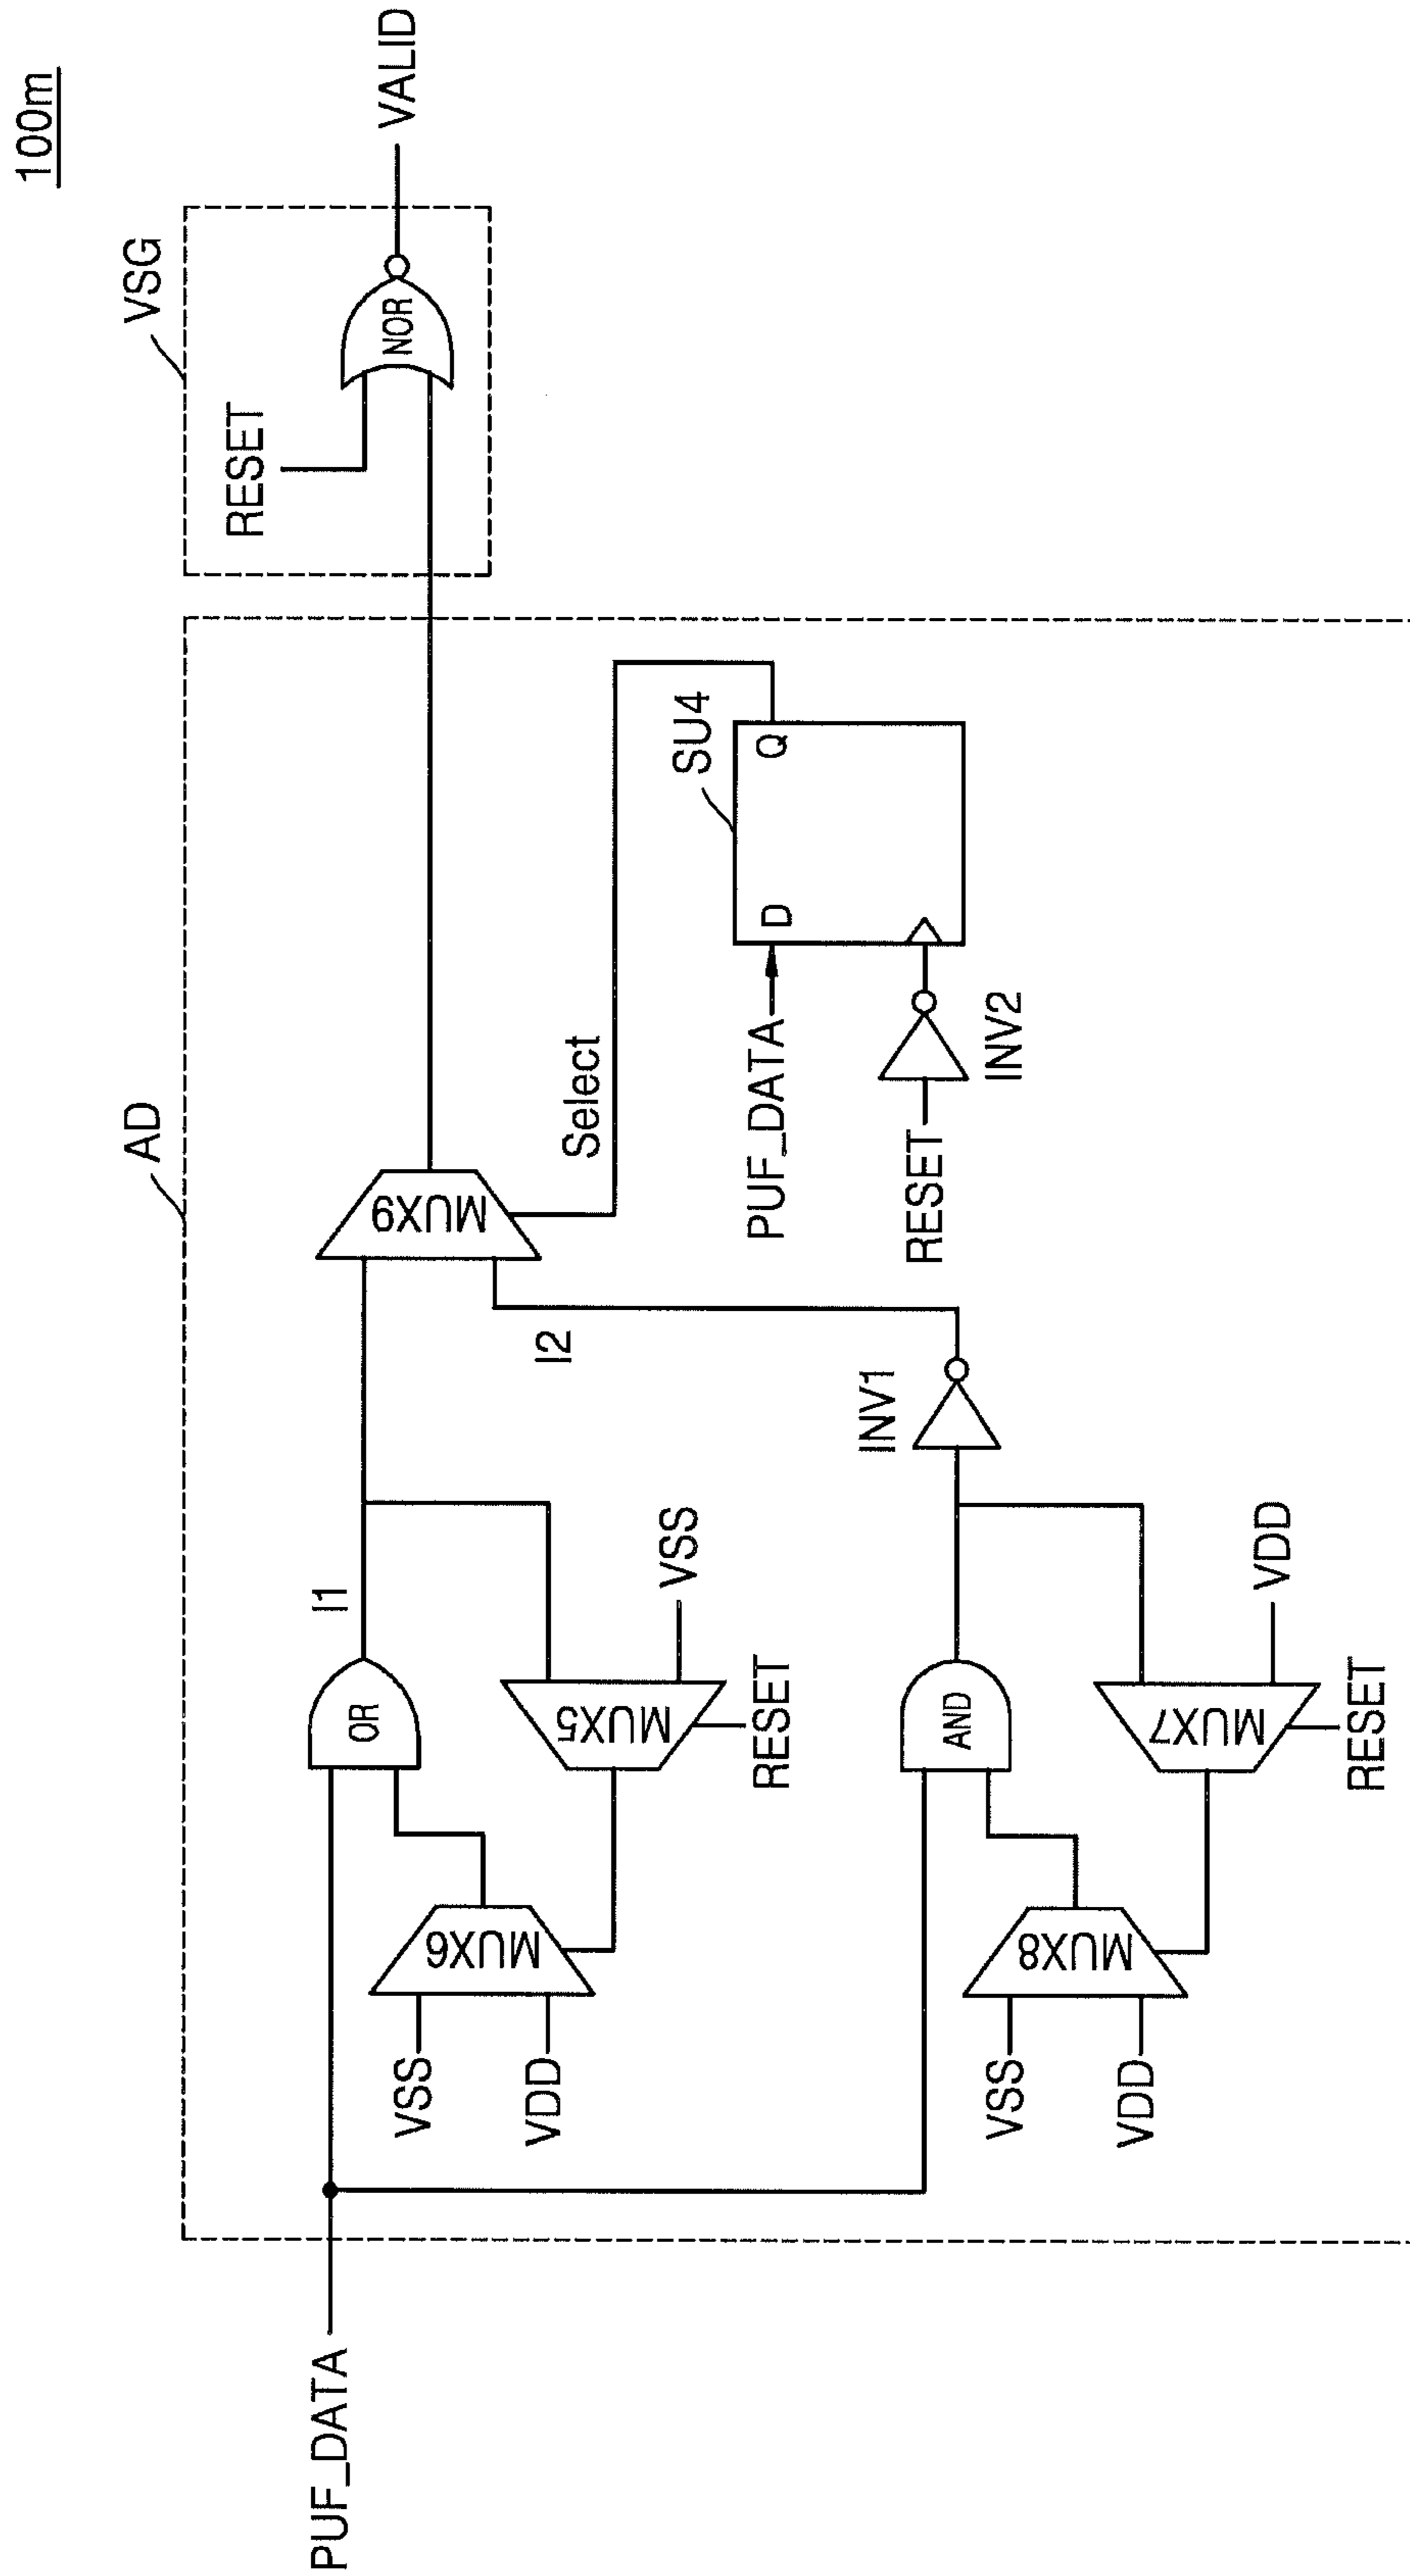 100m
VSG
RESET
NOR
VALID
AD
PUF_DATA
OR
I1
MUX9
MUX6
VSS
VDD
MUX5
VSS
RESET
I2
Select
SU4
PUF_DATA
D
Q
RESET
INV2
INV1
AND
MUX8
VSS
VDD
MUX7
VDD
RESET